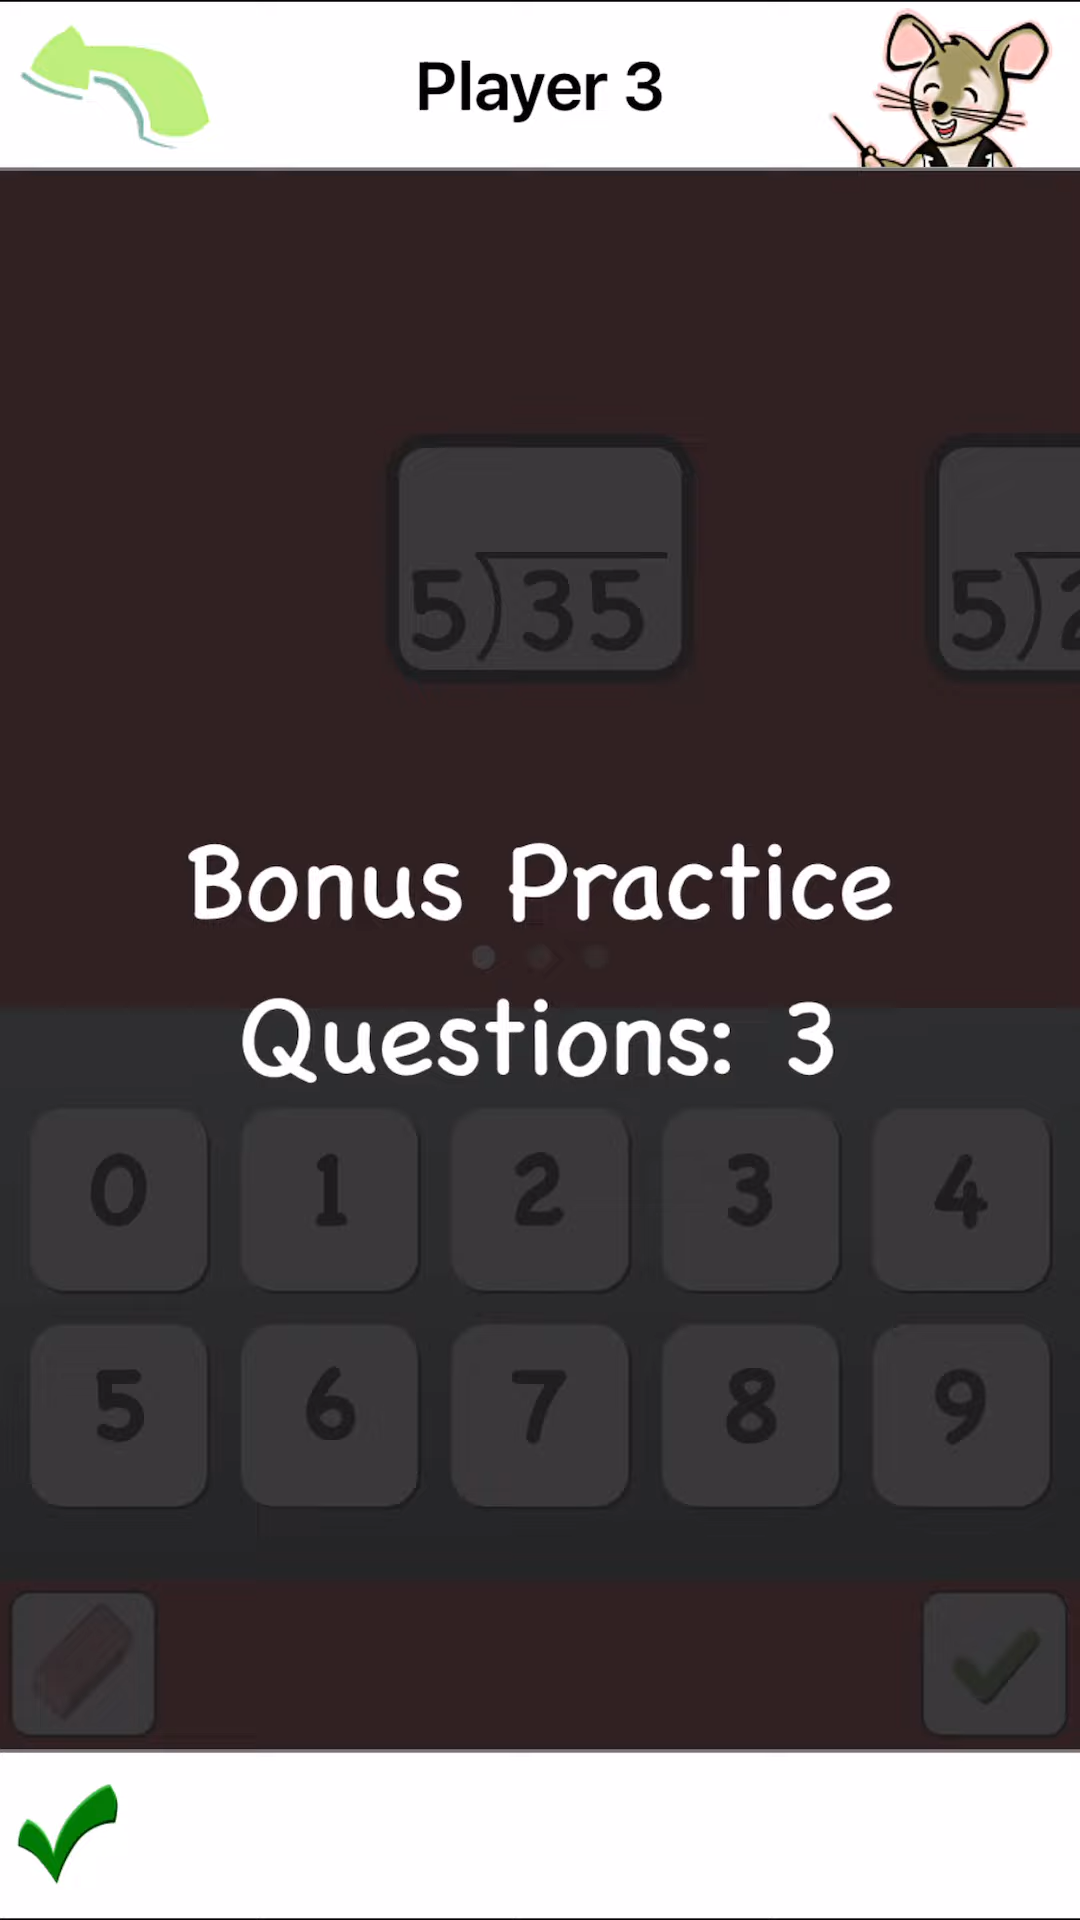 Player 3
5)35
5)2
Bonus Practice
Questions: 3
0 1 2 3 4
5 6 7 8 9